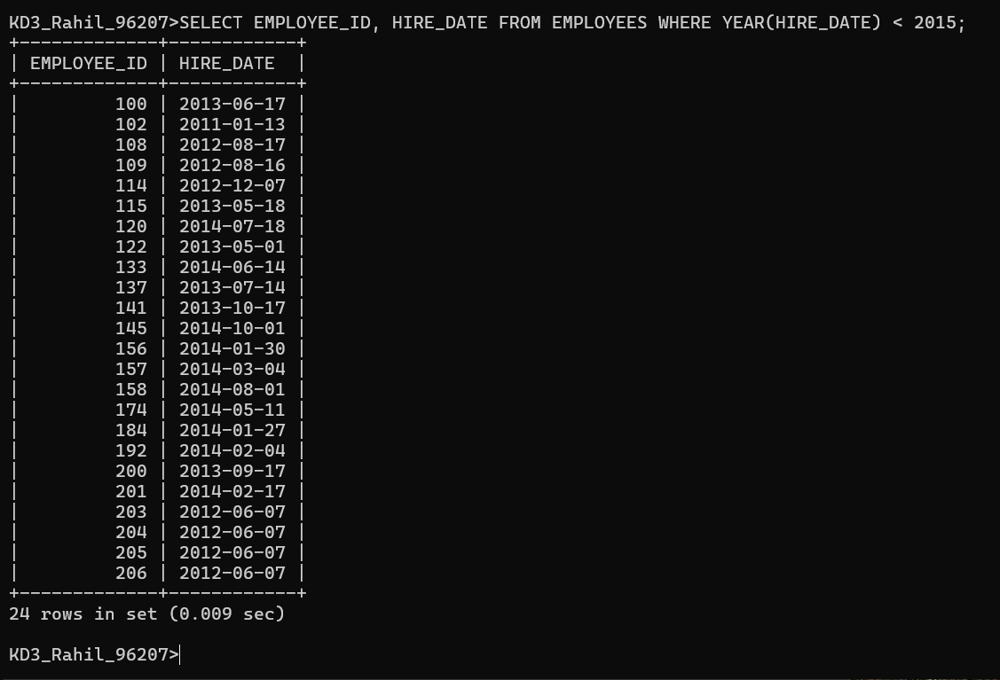 KD3_Rahil_96207>SELECT EMPLOYEE_ID, HIRE_DATE FROM EMPLOYEES WHERE YEAR(HIRE_DATE) < 2015;
+-------------+------------+
| EMPLOYEE_ID | HIRE_DATE  |
+-------------+------------+
|         100 | 2013-06-17 |
|         102 | 2011-01-13 |
|         108 | 2012-08-17 |
|         109 | 2012-08-16 |
|         114 | 2012-12-07 |
|         115 | 2013-05-18 |
|         120 | 2014-07-18 |
|         122 | 2013-05-01 |
|         133 | 2014-06-14 |
|         137 | 2013-07-14 |
|         141 | 2013-10-17 |
|         145 | 2014-10-01 |
|         156 | 2014-01-30 |
|         157 | 2014-03-04 |
|         158 | 2014-08-01 |
|         174 | 2014-05-11 |
|         184 | 2014-01-27 |
|         192 | 2014-02-04 |
|         200 | 2013-09-17 |
|         201 | 2014-02-17 |
|         203 | 2012-06-07 |
|         204 | 2012-06-07 |
|         205 | 2012-06-07 |
|         206 | 2012-06-07 |
+-------------+------------+
24 rows in set (0.009 sec)

KD3_Rahil_96207>